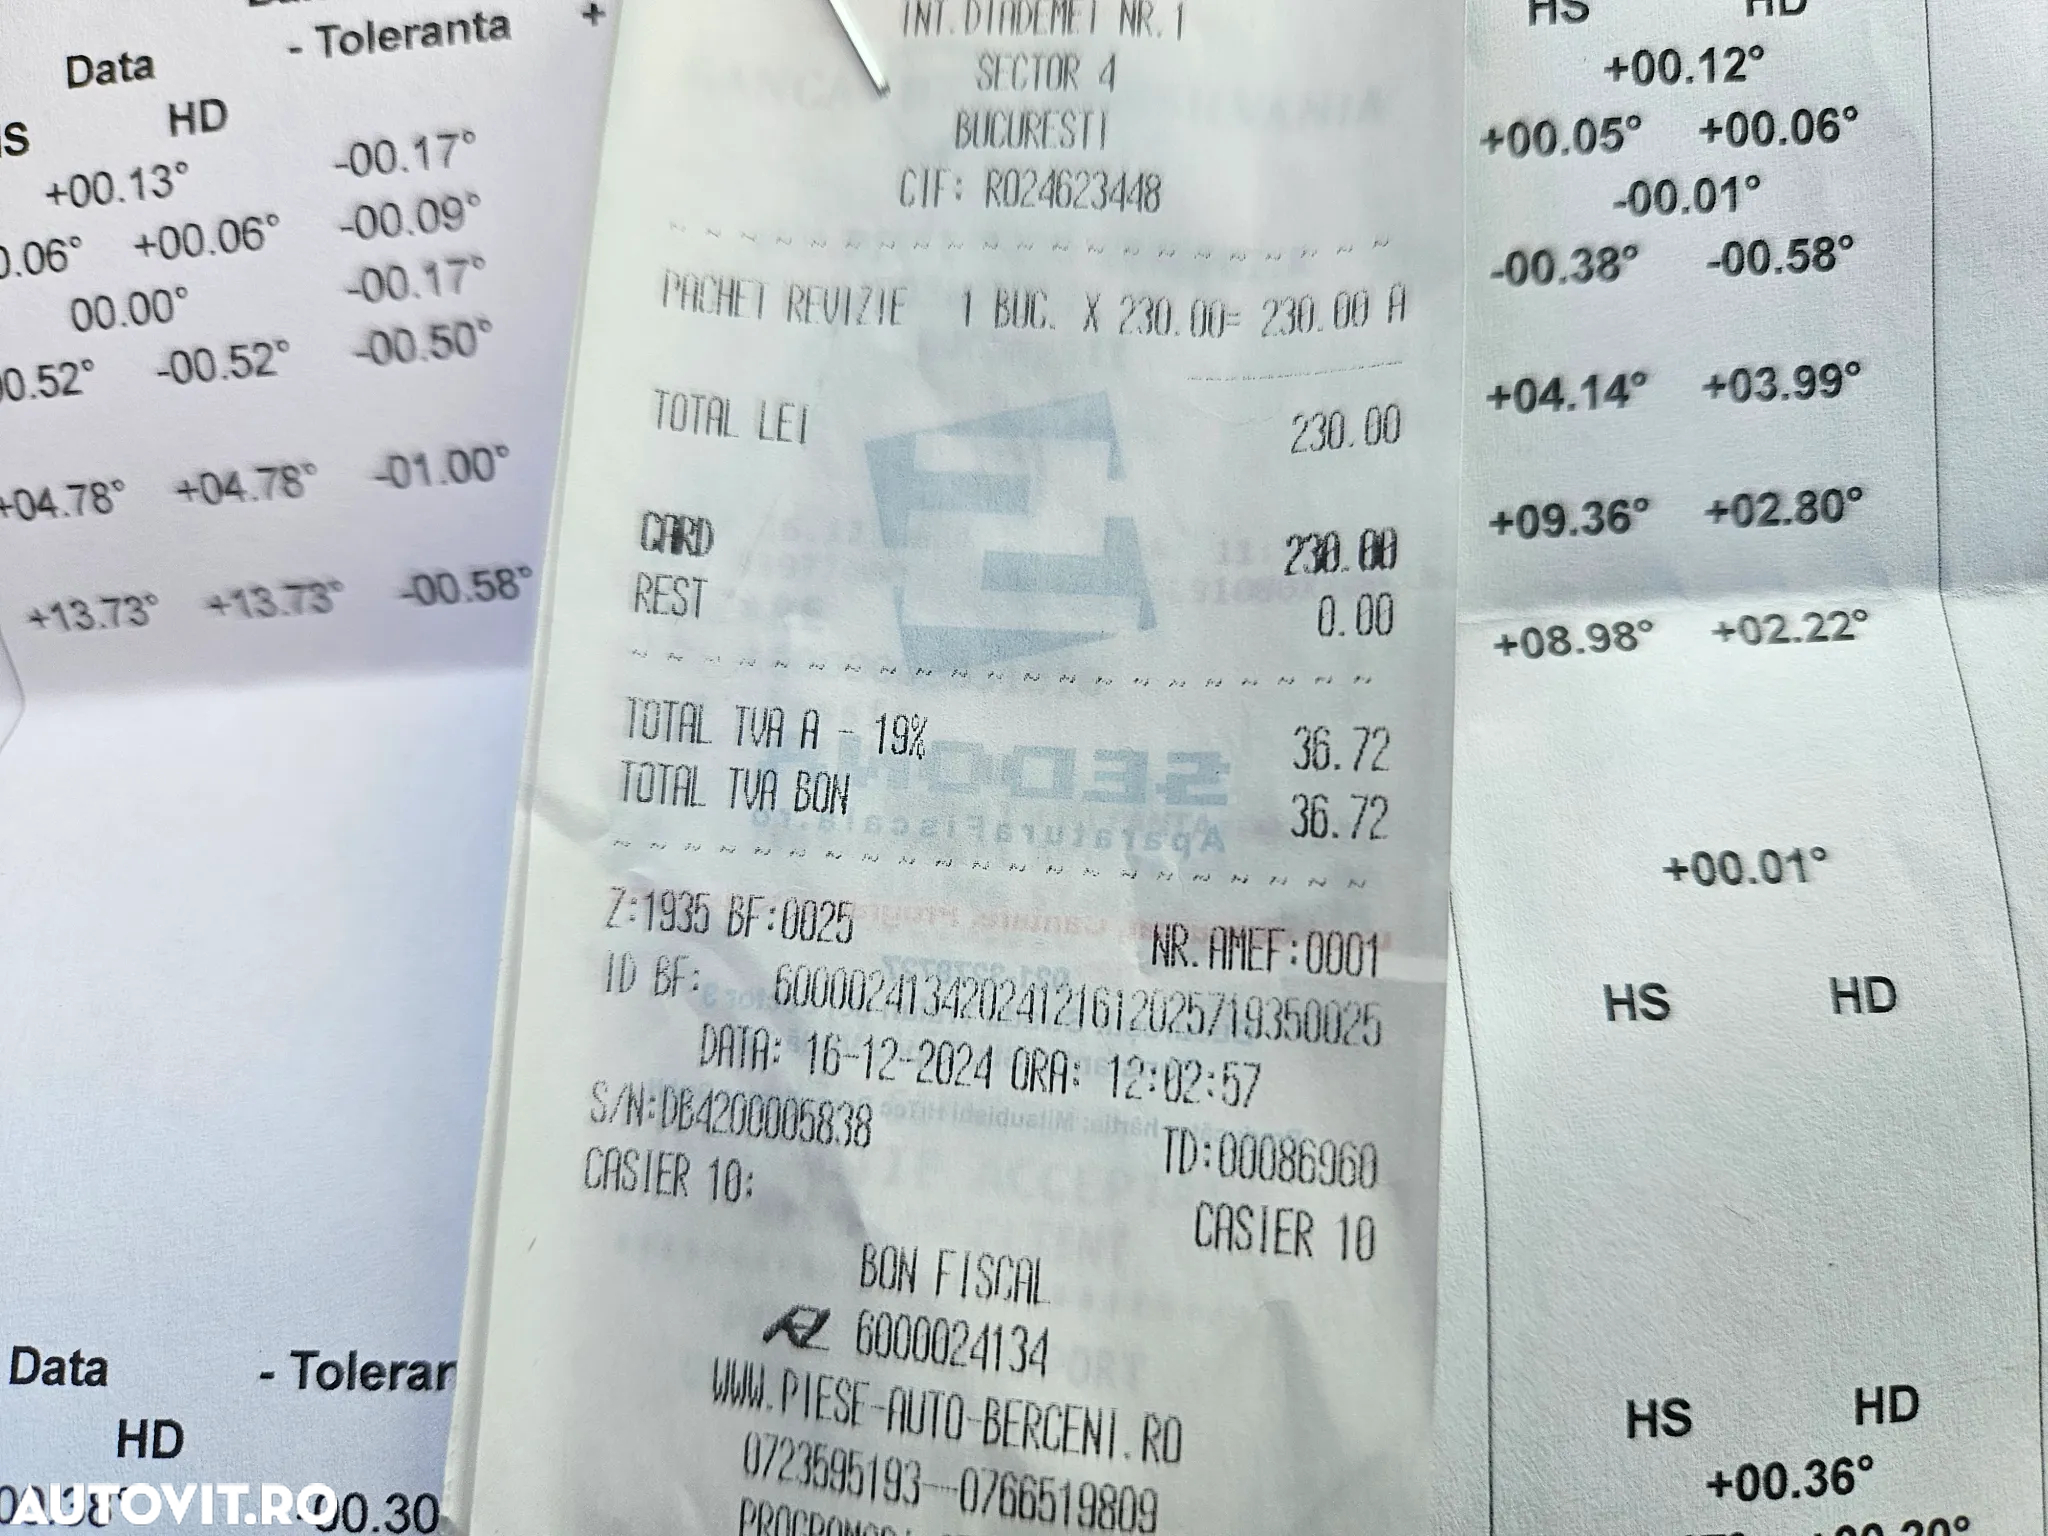 - Toleranta +
Data
HD
+00.13° -00.17°
+00.06° -00.09°
00.00° -00.17°
-00.52° -00.50°
+04.78° +04.78° -01.00°
+13.73° +13.73° -00.58°
Data - Toleran
HD
INT.DIADEMEI NR.1
SECTOR 4
BUCURESTI
CIF: RO24623448
PACHET REVIZIE 1 BUC. X 230.00= 230.00 A
TOTAL LEI 230.00
CARD 230.00
REST 0.00
TOTAL TVA A - 19% 36.72
TOTAL TVA BON 36.72
Z:1935 BF:0025 NR.AMEF:0001
ID BF: 60000241342024121612025719350025
DATA: 16-12-2024 ORA: 12:02:57
S/N:DB4200005838 TD:00086960
CASIER 10: CASIER 10
BON FISCAL
6000024134
WWW.PIESE-AUTO-BERCENI.RO
0723595193---0766519809
HS HD
+00.12°
+00.05° +00.06°
-00.01°
-00.38° -00.58°
+04.14° +03.99°
+09.36° +02.80°
+08.98° +02.22°
+00.01°
HS HD
HS HD
+00.36°
AUTOVIT.RO